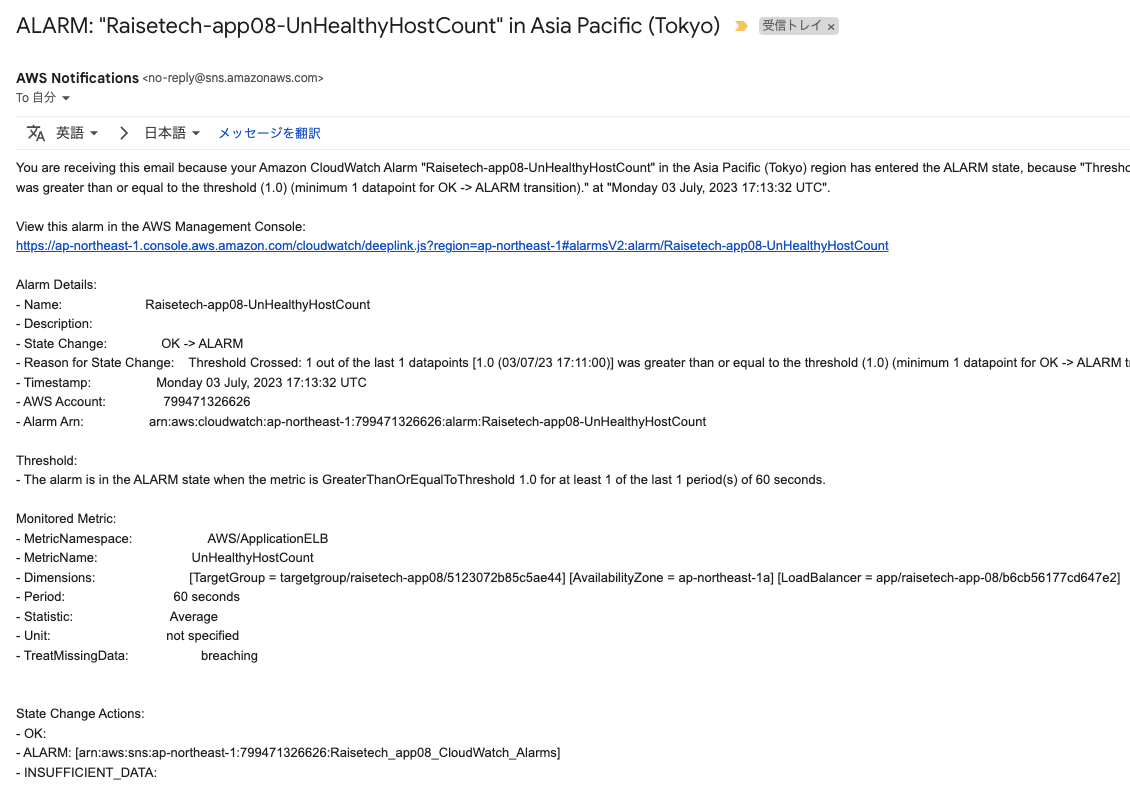 ALARM: "Raisetech-app08-UnHealthyHostCount" in Asia Pacific (Tokyo) 受信トレイ ×
AWS Notifications <no-reply@sns.amazonaws.com>
To 自分
英語 日本語 メッセージを翻訳
You are receiving this email because your Amazon CloudWatch Alarm "Raisetech-app08-UnHealthyHostCount" in the Asia Pacific (Tokyo) region has entered the ALARM state, because "Thresho
was greater than or equal to the threshold (1.0) (minimum 1 datapoint for OK -> ALARM transition)." at "Monday 03 July, 2023 17:13:32 UTC".
View this alarm in the AWS Management Console:
https://ap-northeast-1.console.aws.amazon.com/cloudwatch/deeplink.js?region=ap-northeast-1#alarmsV2:alarm/Raisetech-app08-UnHealthyHostCount
Alarm Details:
- Name: Raisetech-app08-UnHealthyHostCount
- Description:
- State Change: OK -> ALARM
- Reason for State Change: Threshold Crossed: 1 out of the last 1 datapoints [1.0 (03/07/23 17:11:00)] was greater than or equal to the threshold (1.0) (minimum 1 datapoint for OK -> ALARM t
- Timestamp: Monday 03 July, 2023 17:13:32 UTC
- AWS Account: 799471326626
- Alarm Arn: arn:aws:cloudwatch:ap-northeast-1:799471326626:alarm:Raisetech-app08-UnHealthyHostCount
Threshold:
- The alarm is in the ALARM state when the metric is GreaterThanOrEqualToThreshold 1.0 for at least 1 of the last 1 period(s) of 60 seconds.
Monitored Metric:
- MetricNamespace: AWS/ApplicationELB
- MetricName: UnHealthyHostCount
- Dimensions: [TargetGroup = targetgroup/raisetech-app08/5123072b85c5ae44] [AvailabilityZone = ap-northeast-1a] [LoadBalancer = app/raisetech-app-08/b6cb56177cd647e2]
- Period: 60 seconds
- Statistic: Average
- Unit: not specified
- TreatMissingData: breaching
State Change Actions:
- OK:
- ALARM: [arn:aws:sns:ap-northeast-1:799471326626:Raisetech_app08_CloudWatch_Alarms]
- INSUFFICIENT_DATA: